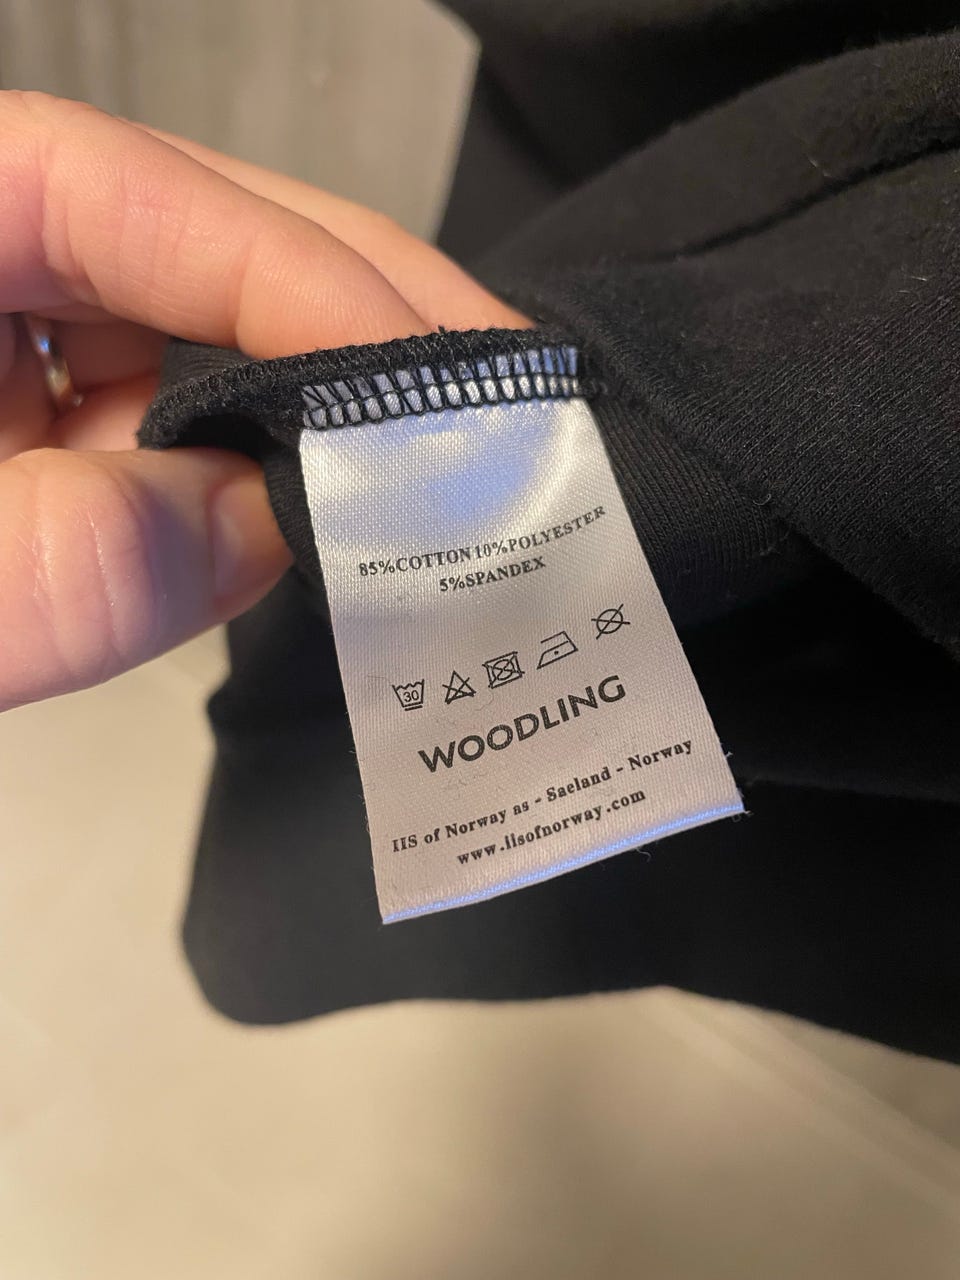 85%COTTON 10%POLYESTER
5%SPANDEX
30
WOODLING
IIS of Norway as - Saeland - Norway
www.iisofnorway.com